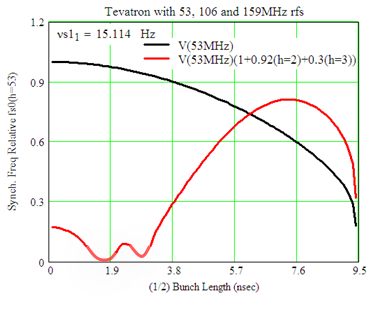 Tevatron with 53, 106 and 159MHz rfs
1.2
νs1₁ = 15.114 Hz
V(53MHz)
V(53MHz)(1+0.92(h=2)+0.3(h=3))
0.9
0.6
0.3
0
Synch. Freq Relative fs0(h=53)
0 1.9 3.8 5.7 7.6 9.5
(1/2) Bunch Length (nsec)